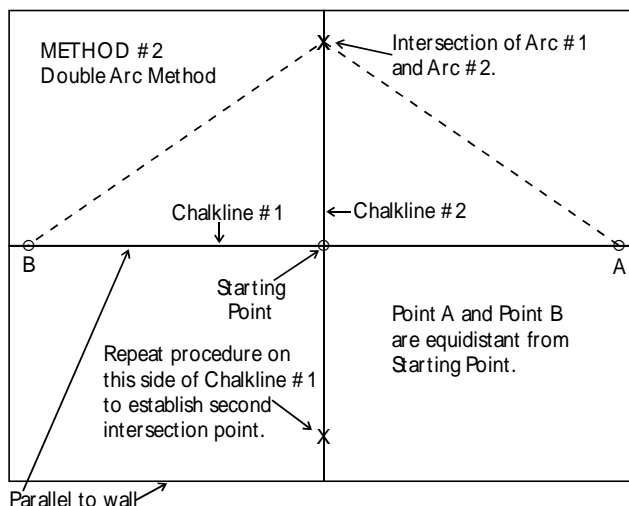 METHOD #2
Double Arc Method
X
Intersection of Arc #1
and Arc #2.
Chalkline #1
Chalkline #2
B
A
Starting
Point
Point A and Point B
are equidistant from
Starting Point.
Repeat procedure on
this side of Chalkline #1
to establish second
intersection point.
X
Parallel to wall